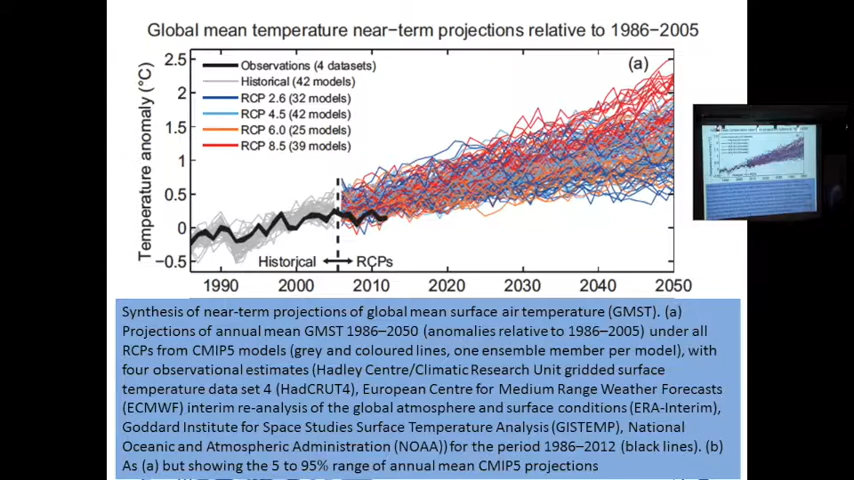 Global mean temperature near−term projections relative to 1986−2005
Temperature anomaly (°C)
2.5
2
1.5
1
0.5
0
−0.5
(a)
Observations (4 datasets)
Historical (42 models)
RCP 2.6 (32 models)
RCP 4.5 (42 models)
RCP 6.0 (25 models)
RCP 8.5 (39 models)
Historical RCPs
1990 2000 2010 2020 2030 2040 2050
Synthesis of near-term projections of global mean surface air temperature (GMST). (a)
Projections of annual mean GMST 1986–2050 (anomalies relative to 1986–2005) under all
RCPs from CMIP5 models (grey and coloured lines, one ensemble member per model), with
four observational estimates (Hadley Centre/Climatic Research Unit gridded surface
temperature data set 4 (HadCRUT4), European Centre for Medium Range Weather Forecasts
(ECMWF) interim re-analysis of the global atmosphere and surface conditions (ERA-Interim),
Goddard Institute for Space Studies Surface Temperature Analysis (GISTEMP), National
Oceanic and Atmospheric Administration (NOAA)) for the period 1986–2012 (black lines). (b)
As (a) but showing the 5 to 95% range of annual mean CMIP5 projections